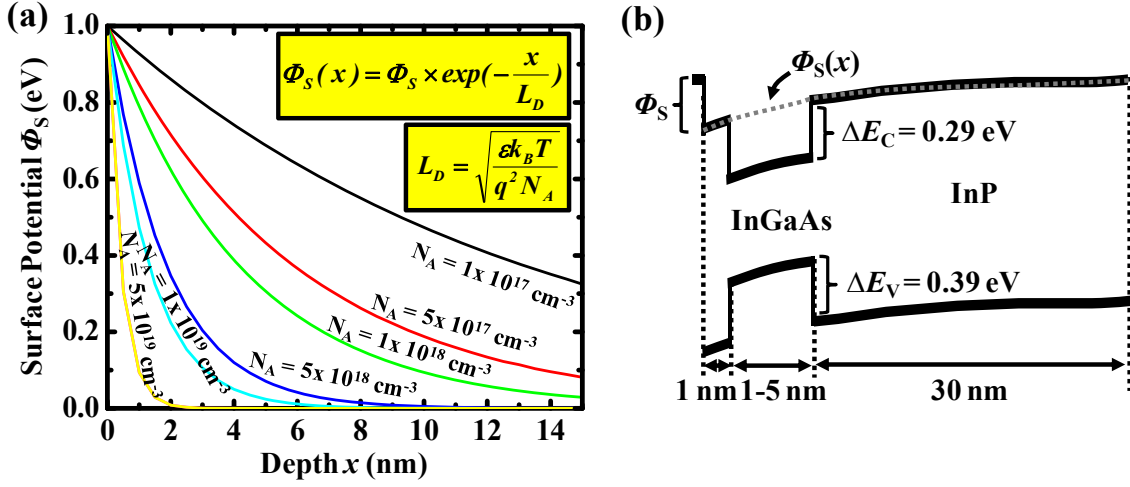 (a)
Surface Potential Φ_S (eV)
1.0
0.8
0.6
0.4
0.2
0.0
Φ_S(x) = Φ_S × exp(-x/L_D)
L_D = √(εk_BT/q²N_A)
N_A = 1x 10^17 cm^-3
N_A = 5x 10^17 cm^-3
N_A = 1x 10^18 cm^-3
N_A = 5x 10^18 cm^-3
N_A = 1x 10^19 cm^-3
N_A = 5x 10^19 cm^-3
0 2 4 6 8 10 12 14
Depth x (nm)
(b)
Φ_S(x)
Φ_S
ΔE_C = 0.29 eV
InP
InGaAs
ΔE_V = 0.39 eV
1 nm 1-5 nm 30 nm